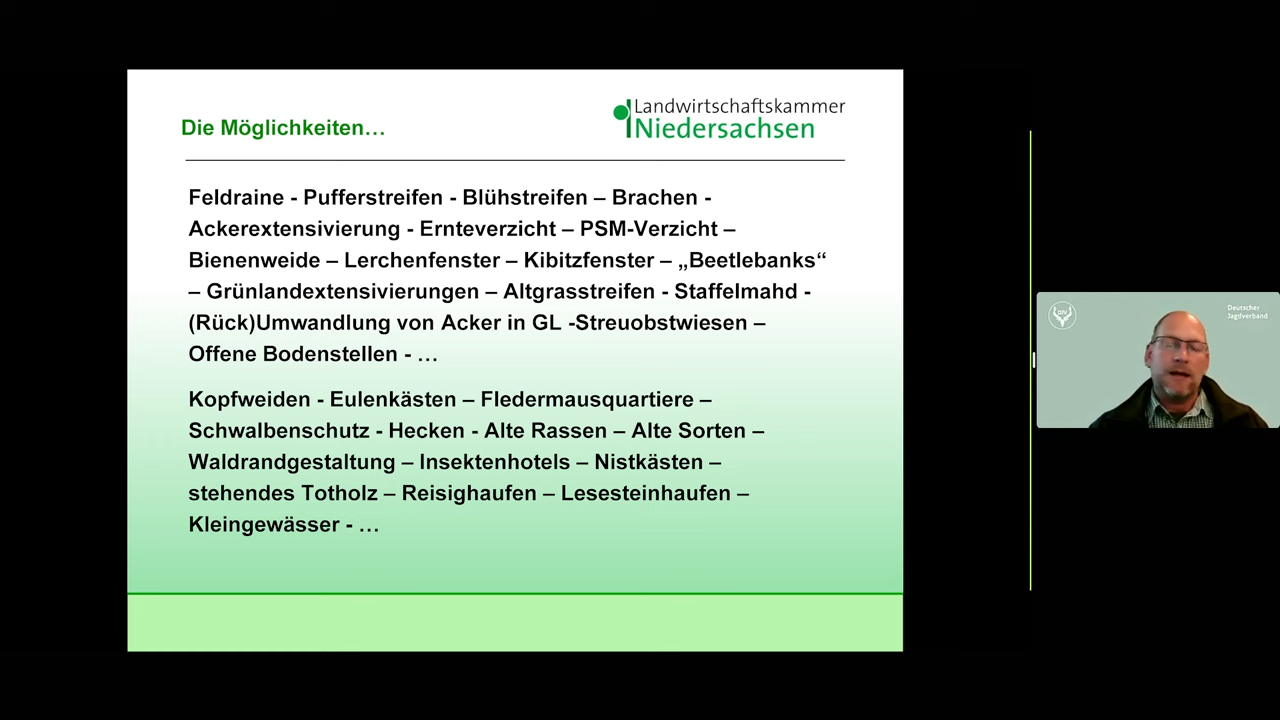 Die Möglichkeiten…
Landwirtschaftskammer
Niedersachsen
Feldraine - Pufferstreifen - Blühstreifen – Brachen -
Ackerextensivierung - Ernteverzicht – PSM-Verzicht –
Bienenweide – Lerchenfenster – Kibitzfenster – „Beetlebanks“
– Grünlandextensivierungen – Altgrasstreifen - Staffelmahd -
(Rück)Umwandlung von Acker in GL -Streuobstwiesen –
Offene Bodenstellen - …
Kopfweiden - Eulenkästen – Fledermausquartiere –
Schwalbenschutz - Hecken - Alte Rassen – Alte Sorten –
Waldrandgestaltung – Insektenhotels – Nistkästen –
stehendes Totholz – Reisighaufen – Lesesteinhaufen –
Kleingewässer - …
DJV
Deutscher
Jagdverband